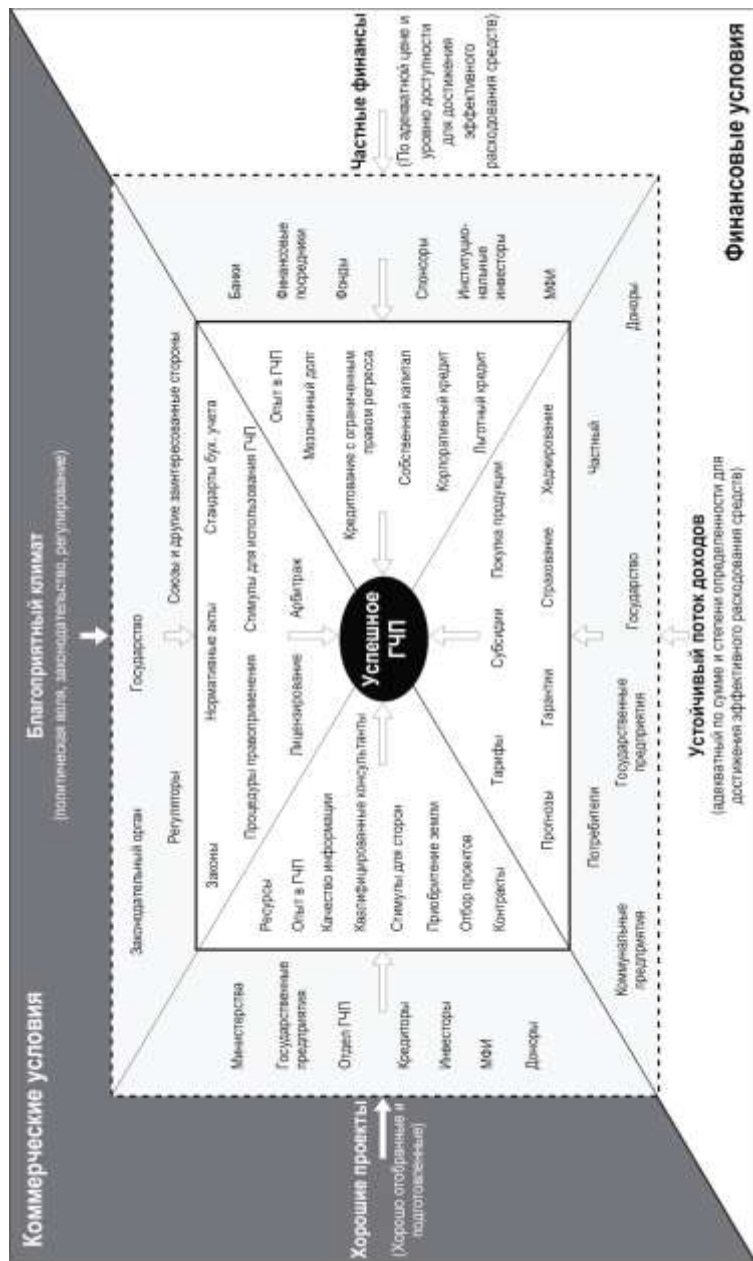 Коммерческие условия
Благоприятный климат
(политическая воля, законодательство, регулирование)
Законодательный орган
Государство
Регуляторы
Союзы и другие заинтересованные стороны
Законы
Нормативные акты
Стандарты бух. учета
Процедуры правоприменения
Стимулы для использования ГЧП
Лицензирование
Арбитраж
Хорошие проекты
(Хорошо отобранные и
подготовленные)
Министерства
Государственные
предприятия
Отдел ГЧП
Кредиторы
Инвесторы
МФИ
Доноры
Ресурсы
Опыт в ГЧП
Качество информации
Квалифицированные консультанты
Стимулы для сторон
Приобритение земли
Отбор проектов
Контракты
Успешное
ГЧП
Опыт в ГЧП
Мезонинный долг
Кредитование с ограниченным
правом регресса
Собственный капитал
Корпоративный кредит
Льготный кредит
Банки
Финансовые
посредники
Фонды
Спонсоры
Институцио-
нальные
инвесторы
МФИ
Частные финансы
(По адекватной цене и
уровню доступности
для достижения
эффективного
расходования средств)
Тарифы
Субсидии
Покупка продукции
Прогнозы
Гарантии
Страхование
Хеджирование
Потребители
Частный
Коммунальные
предприятия
Государственные
предприятия
Государство
Доноры
Устойчивый поток доходов
(адекватный по сумме и степени определенности для
достижения эффективного расходования средств)
Финансовые условия